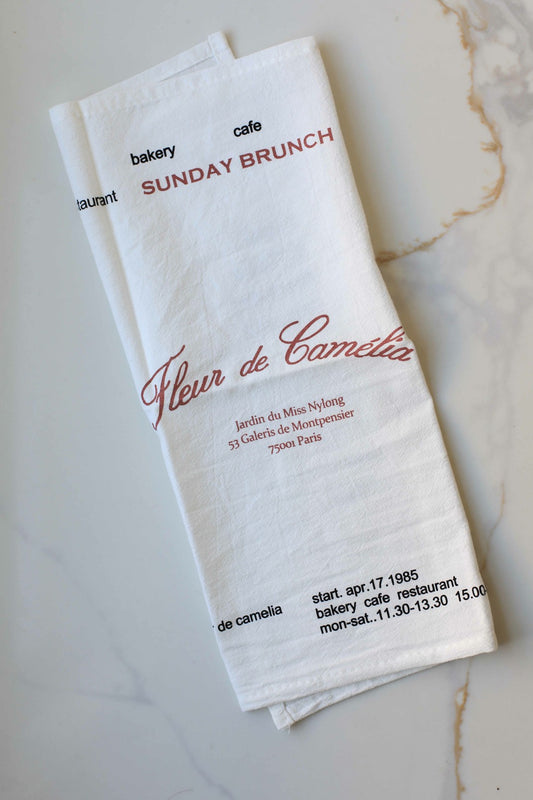 bakery cafe
taurant
SUNDAY BRUNCH
Fleur de Camélia
Jardin du Miss Nylong
53 Galeris de Montpensier
75001 Paris
start. apr.17.1985
de camelia
bakery cafe restaurant
mon-sat..11.30-13.30 15.00